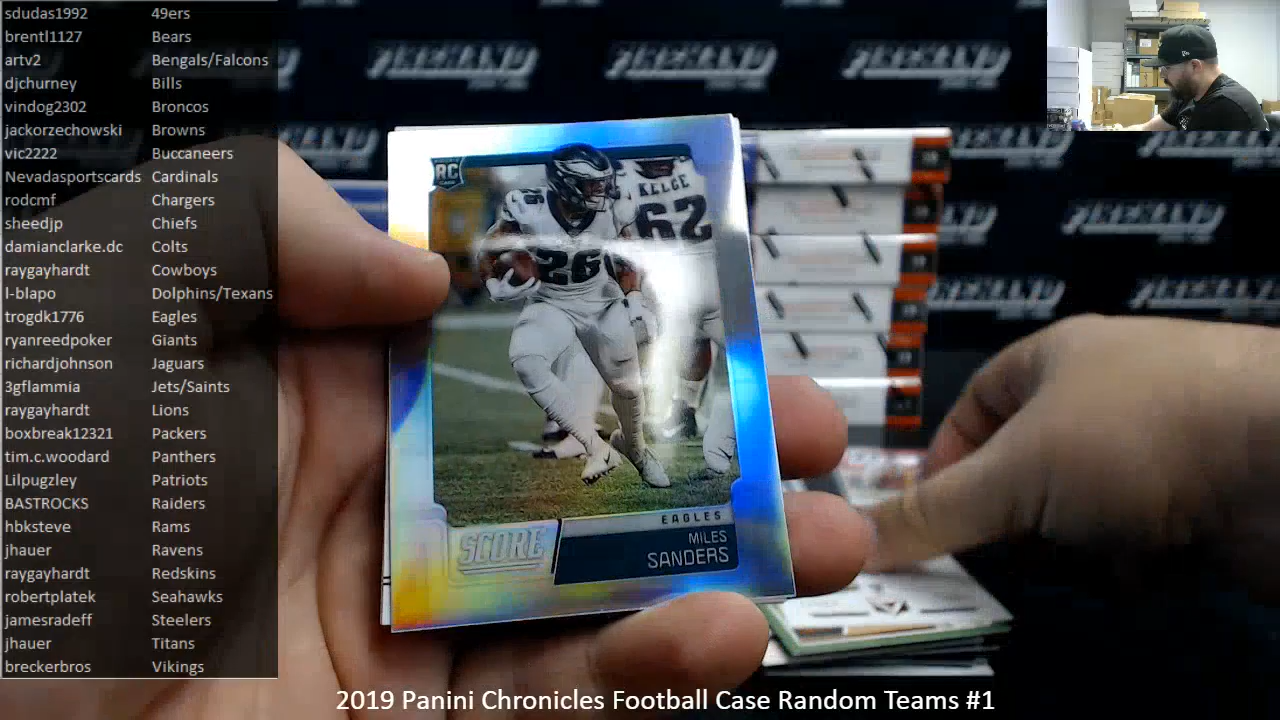 sdudas1992 49ers
brentl1127 Bears
artv2 Bengals/Falcons
djchurney Bills
vindog2302 Broncos
jackorzechowski Browns
vic2222 Buccaneers
Nevadasportscards Cardinals
rodcmf Chargers
sheedjp Chiefs
damianclarke.dc Colts
raygayhardt Cowboys
l-blapo Dolphins/Texans
trogdk1776 Eagles
ryanreedpoker Giants
richardjohnson Jaguars
3gflammia Jets/Saints
raygayhardt Lions
boxbreak12321 Packers
tim.c.woodard Panthers
Lilpugzley Patriots
BASTROCKS Raiders
hbksteve Rams
jhauer Ravens
raygayhardt Redskins
robertplatek Seahawks
jamesradeff Steelers
jhauer Titans
breckerbros Vikings
RC
KELCE
62
26
26
EAGLES
SCORE
MILES
SANDERS
2019 Panini Chronicles Football Case Random Teams #1